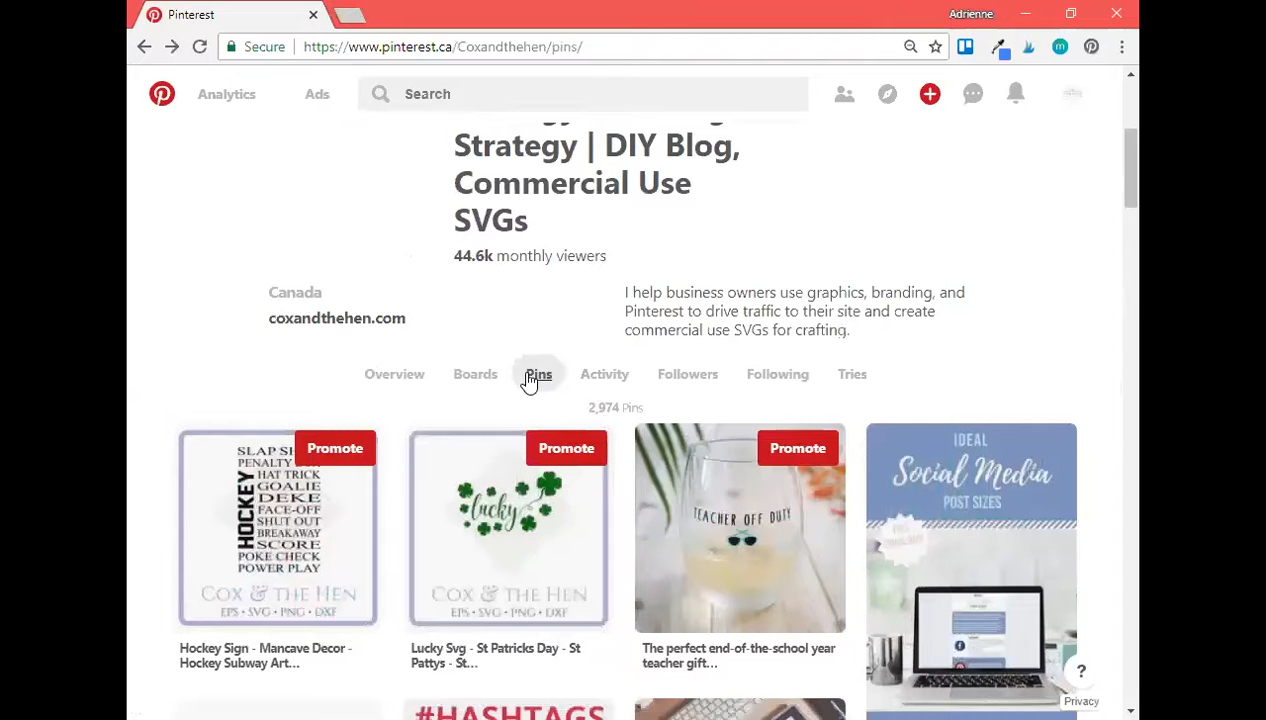 Pinterest
Adrienne
Secure
https://www.pinterest.ca/Coxandthehen/pins/
Analytics
Ads
Search
Strategy | DIY Blog,
Commercial Use
SVGs
44.6k monthly viewers
Canada
coxandthehen.com
I help business owners use graphics, branding, and
Pinterest to drive traffic to their site and create
commercial use SVGs for crafting.
Overview
Boards
Pins
Activity
Followers
Following
Tries
2,974 Pins
Promote
HOCKEY
SLAP SH
PENALTY
HAT TRICK
GOALIE
DEKE
FACE-OFF
SHUT OUT
BREAKAWAY
SCORE
POKE CHECK
POWER PLAY
COX & THE HEN
EPS • SVG • PNG • DXF
Hockey Sign - Mancave Decor -
Hockey Subway Art...
Promote
lucky
COX & THE HEN
EPS • SVG • PNG • DXF
Lucky Svg - St Patricks Day - St
Pattys - St...
Promote
TEACHER OFF DUTY
The perfect end-of-the-school year
teacher gift...
IDEAL
Social Media
POST SIZES
#HASHTAGS
?
Privacy